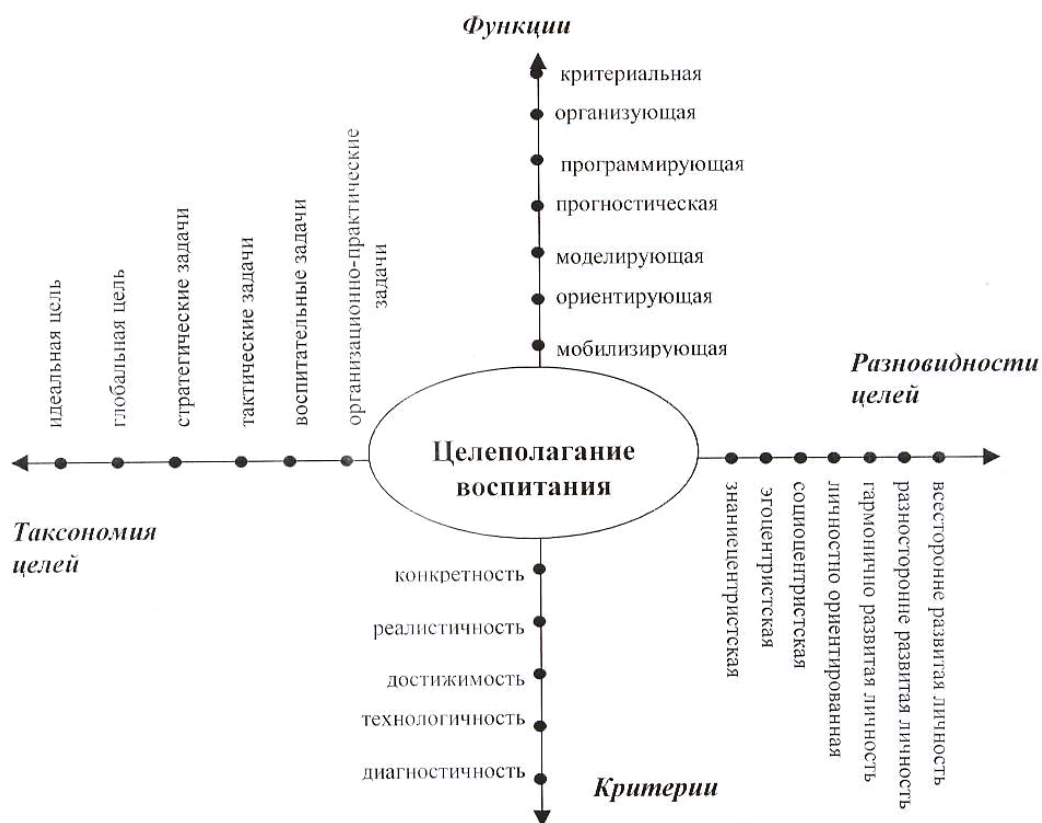 Функции
критериальная
организующая
программирующая
прогностическая
моделирующая
ориентирующая
мобилизирующая
идеальная цель
глобальная цель
стратегические задачи
тактические задачи
воспитательные задачи
организационно-практические
задачи
Разновидности
целей
Целеполагание
воспитания
Таксономия
целей
знаниецентристская
эгоцентристская
социоцентристская
личностно ориентированная
гармонично развитая личность
разносторонне развитая личность
всесторонне развитая личность
конкретность
реалистичность
достижимость
технологичность
диагностичность
Критерии